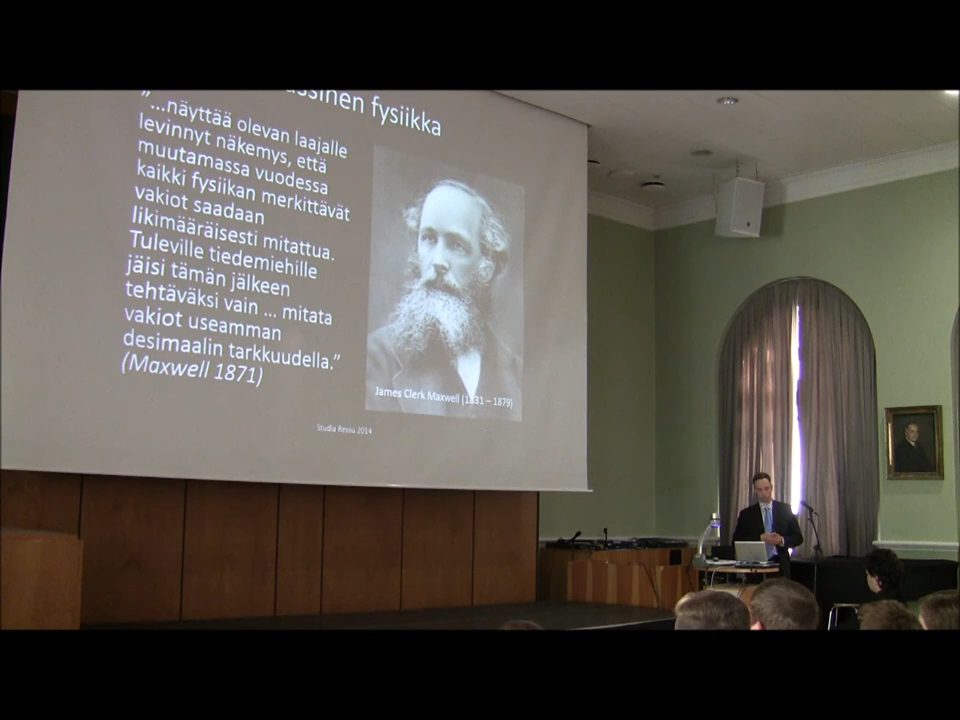 fysiikka
”...näyttää olevan laajalle
levinnyt näkemys, että
muutamassa vuodessa
kaikki fysiikan merkittävät
vakiot saadaan
likimääräisesti mitattua.
Tuleville tiedemiehille
jäisi tämän jälkeen
tehtäväksi vain ... mitata
vakiot useamman
desimaalin tarkkuudella.”
(Maxwell 1871)
James Clerk Maxwell (1831 – 1879)
Studia Ressu 2014